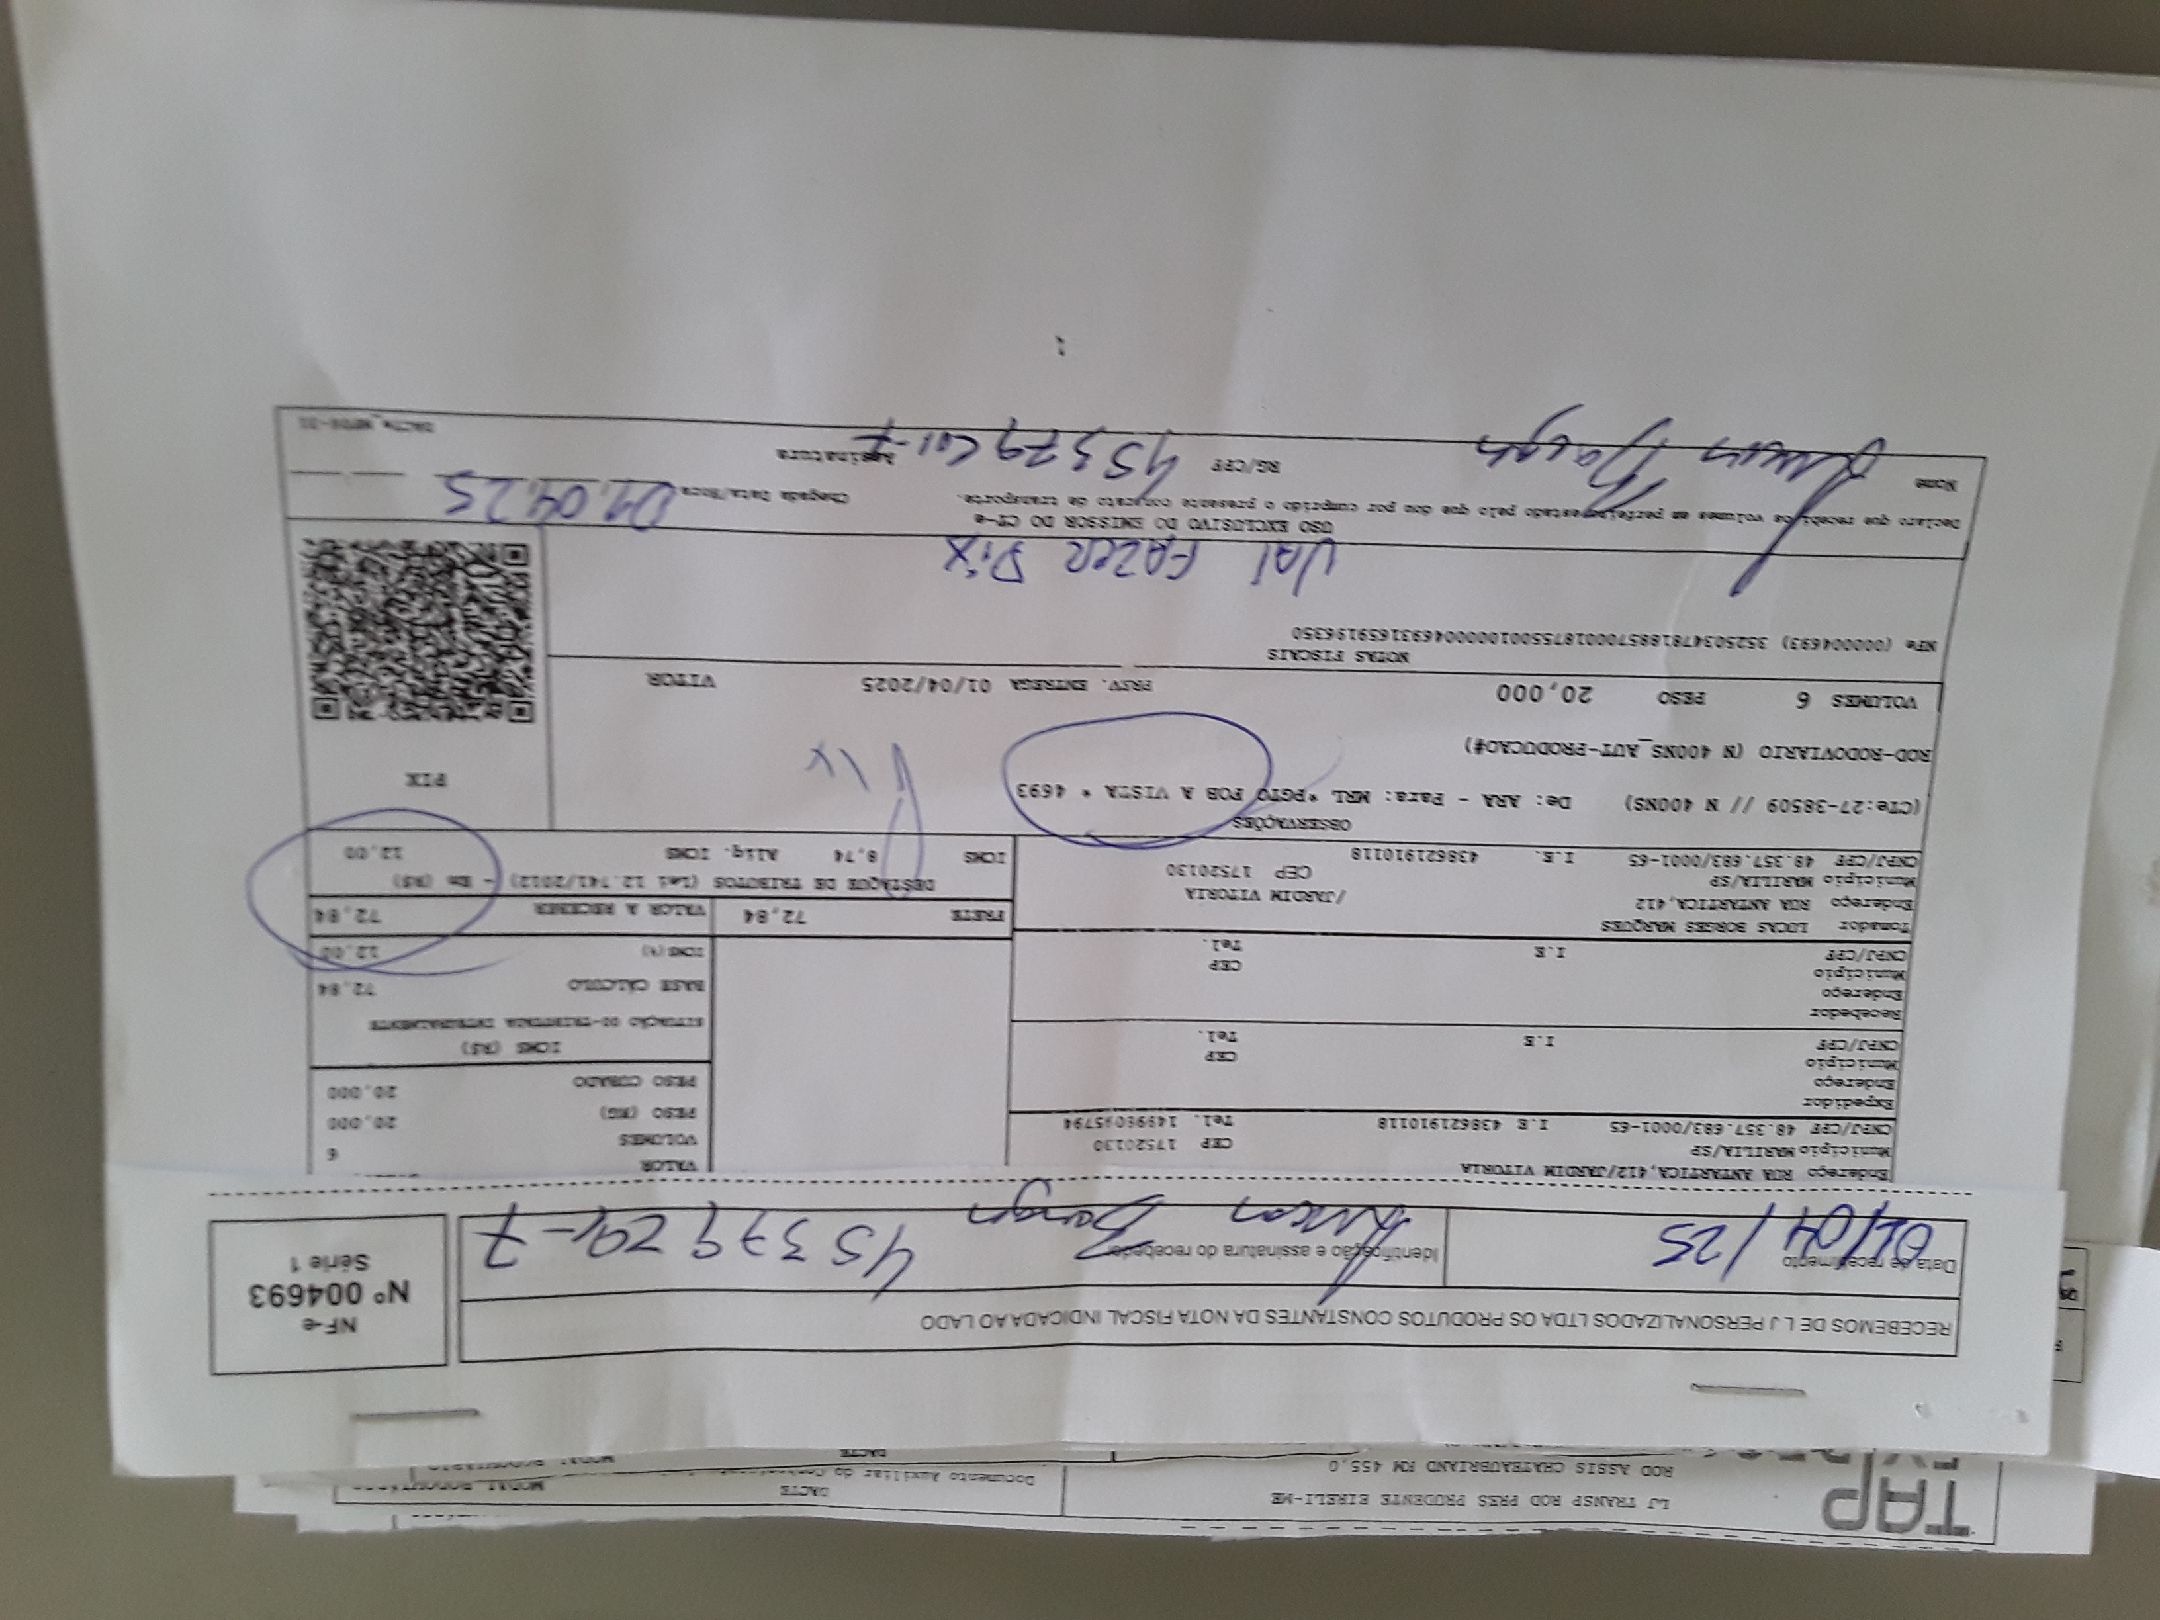 TAP
LJ TRANSP ROD PRES PRUDENTE EIRELI-ME
ROD ASSIS CHATEAUBRIAND KM 455,0
DACTE
Documento Auxiliar do
DACTE
RECEBEMOS DE L J PERSONALIZADOS LTDA OS PRODUTOS CONSTANTES DA NOTA FISCAL INDICADA AO LADO
NF-e
Nº 004693
Série 1
Data de recebimento
01/04/25
Identificação e assinatura do recebedor
Endereço RUA ANTARTICA,412/JARDIM VITORIA
Município MARILIA/SP CEP 17520130
CNPJ/CPF 48.357.683/0001-65 I.E 438621910118 Tel. 14998095794
Expedidor
Endereço
Município CEP
CNPJ/CPF I.E Tel.
Recebedor
Endereço
Município CEP
CNPJ/CPF I.E Tel.
Tomador LUCAS BORGES MARQUES
Endereço RUA ANTARTICA,412 /JARDIM VITORIA
Município MARILIA/SP CEP 17520130
CNPJ/CPF 48.357.683/0001-65 I.E. 438621910118
VALOR
VOLUMES 6
PESO (KG) 20,000
PESO CUBADO 20,000
ICMS (R$)
SITUAÇÃO 00-TRIBUTADA INTEGRALMENTE
BASE CÁLCULO 72,84
ICMS(%) 12,00
FRETE 72,84 VALOR A RECEBER 72,84
DESTAQUE DE TRIBUTOS (Lei 12.741/2012) - Em (R$)
ICMS 8,74 Aliq. ICMS 12,00
OBSERVAÇÕES
(CTe:27-38509 // N 400NS) De: ARA - Para: MRL *PGTO FOB A VISTA * 4693
ROD-RODOVIARIO (N 400NS_AUT-PRODUCAO#)
Pix
PIX
VOLUMES 6 PESO 20,000 PREV. ENTREGA 01/04/2025 VITOR
NOTAS FISCAIS
NFe (000004693) 35250347818857000187550010000046931659196350
VAI FAZER PIX
USO EXCLUSIVO DO EMISSOR DO CT-e
Declaro que recebi os volumes em perfeito estado pelo que dou por cumprido o presente contrato de transporte.
Chegada Data/Hora 01.04.25
Nome
RG/CPF
Assinatura